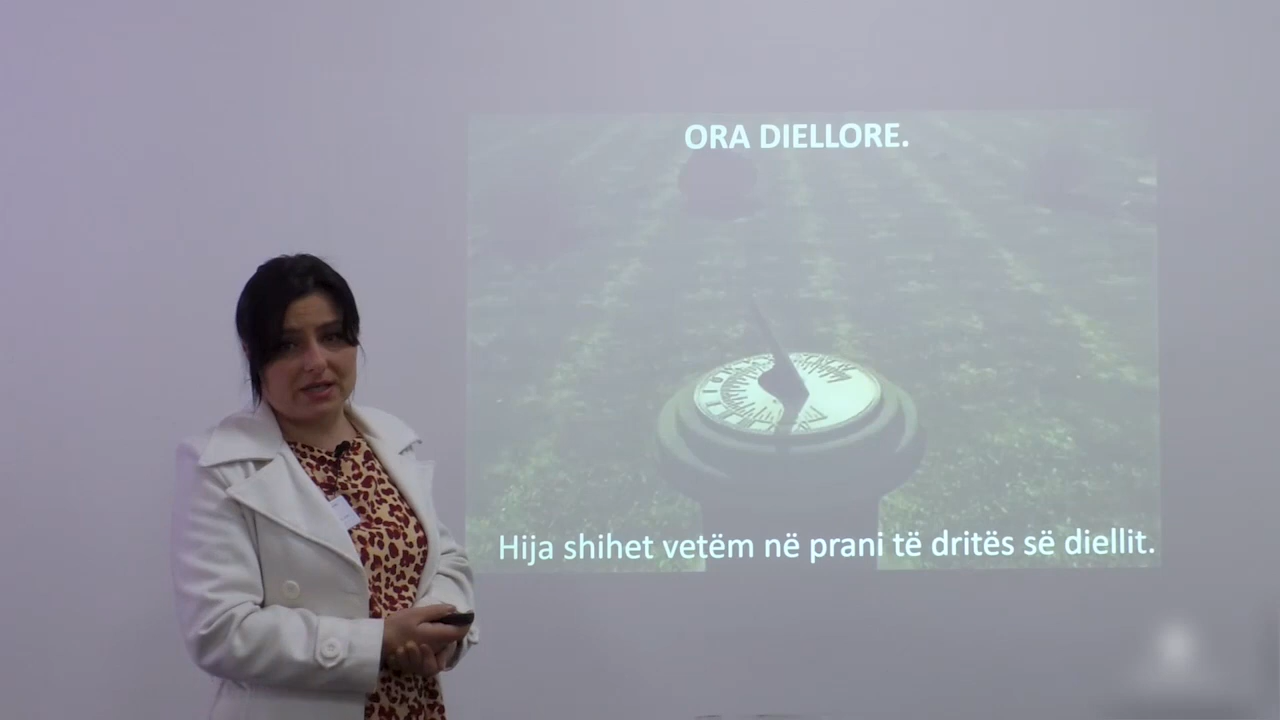 ORA DIELLORE.
Hija shihet vetëm në prani të dritës së diellit.